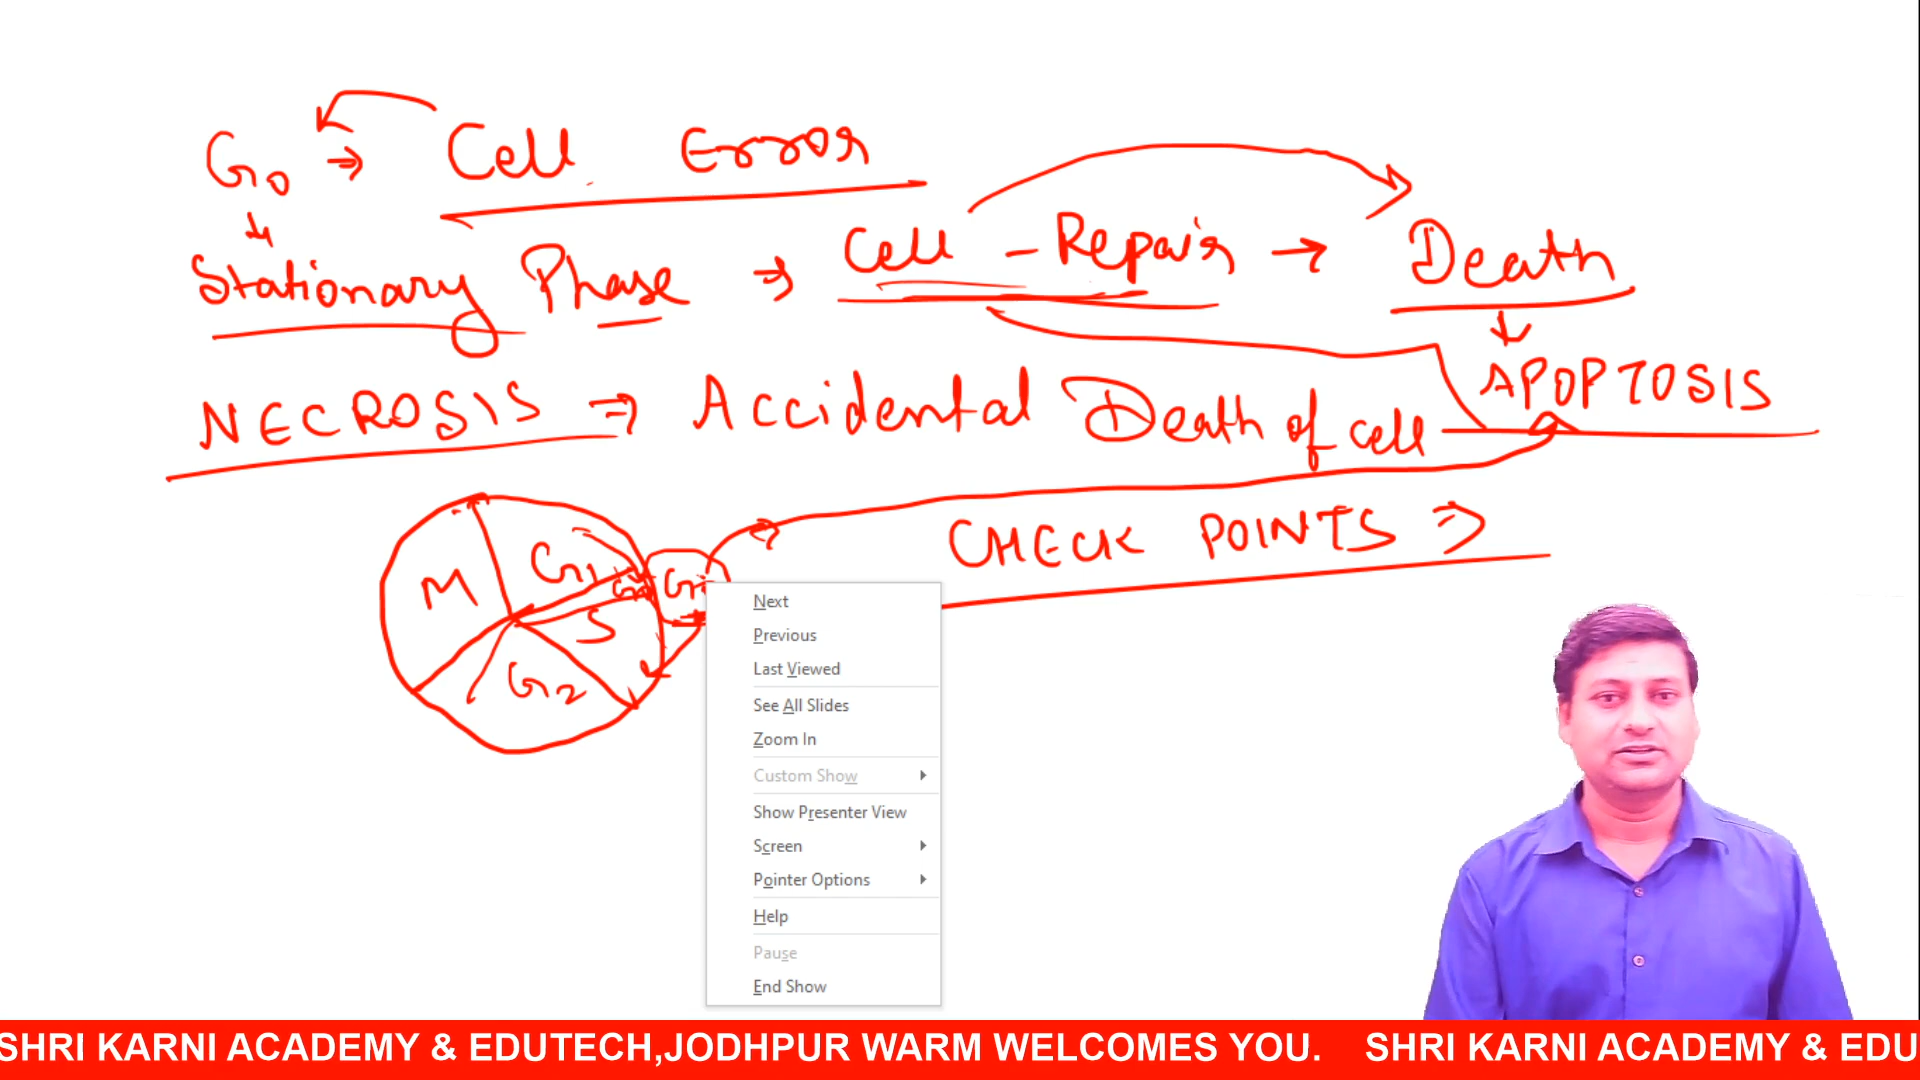 G0 → Cell Error
Stationary Phase → Cell - Repair → Death
APOPTOSIS
NECROSIS ⇒ Accidental Death of cell
CHECK POINTS ⇒
M G1 G0
S
G2
Next
Previous
Last Viewed
See All Slides
Zoom In
Custom Show
Show Presenter View
Screen
Pointer Options
Help
Pause
End Show
SHRI KARNI ACADEMY & EDUTECH,JODHPUR WARM WELCOMES YOU. SHRI KARNI ACADEMY & EDU